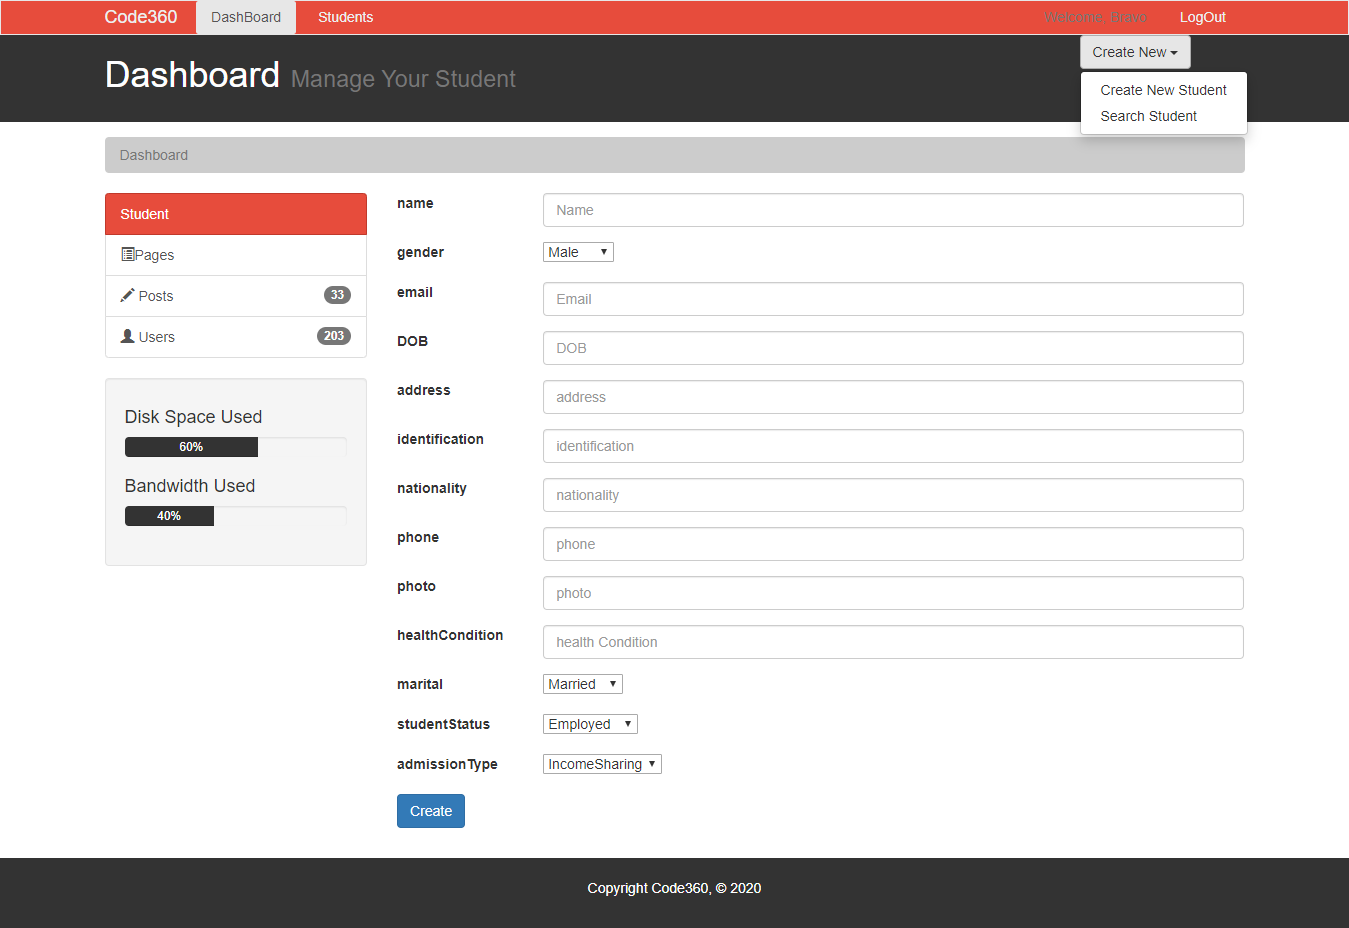 Code360 DashBoard Students Welcome, Bravo LogOut
Dashboard Manage Your Student
Create New
Create New Student
Search Student
Dashboard
Student
Pages
Posts 33
Users 203
Disk Space Used
60%
Bandwidth Used
40%
name Name
gender Male
email Email
DOB DOB
address address
identification identification
nationality nationality
phone phone
photo photo
healthCondition health Condition
marital Married
studentStatus Employed
admissionType IncomeSharing
Create
Copyright Code360, © 2020